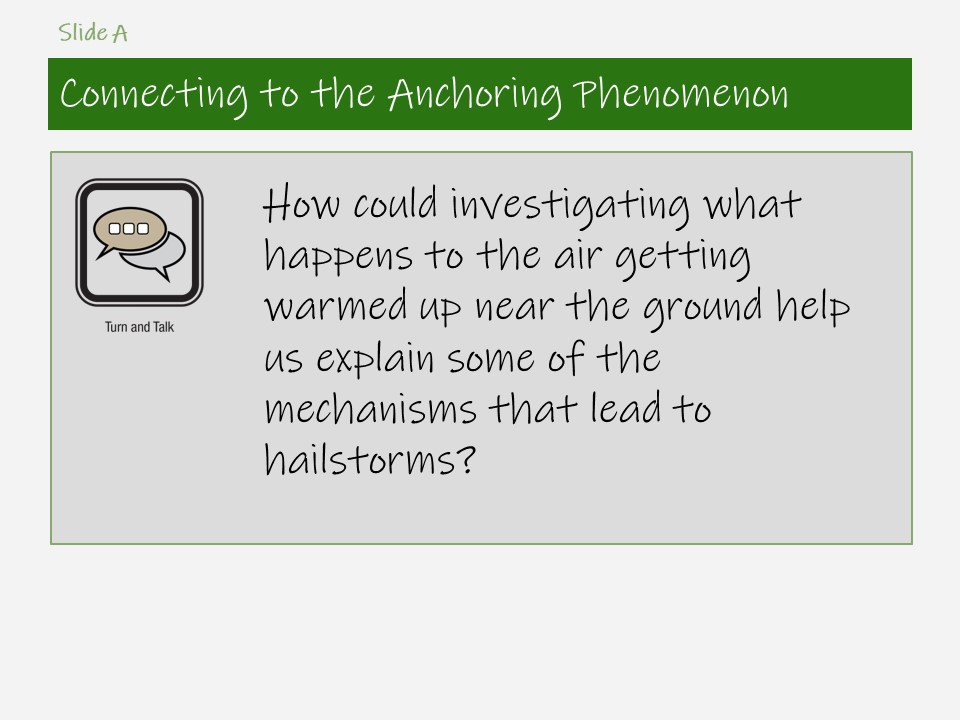 Slide A
Connecting to the Anchoring Phenomenon
Turn and Talk
How could investigating what
happens to the air getting
warmed up near the ground help
us explain some of the
mechanisms that lead to
hailstorms?